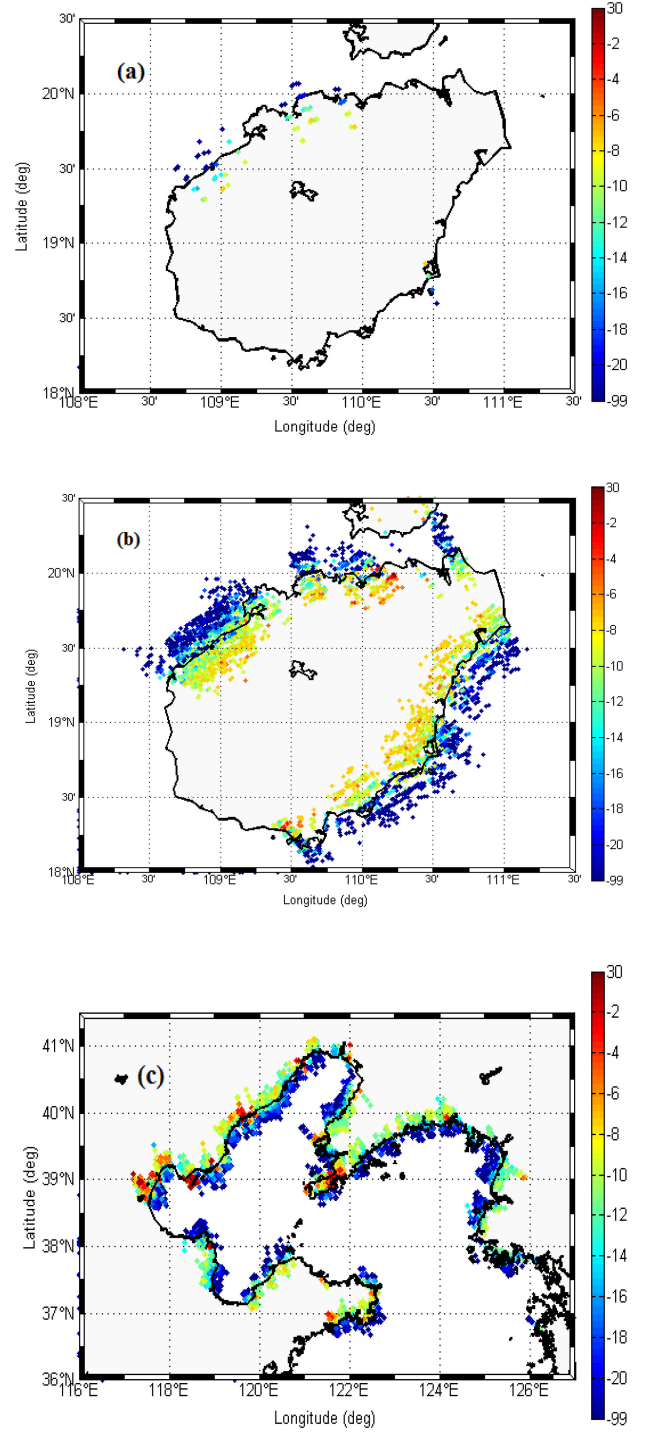 30'
(a)
20°N
30'
19°N
30'
18°N
108°E 30' 109°E 30' 110°E 30' 111°E 30'
Latitude (deg)
Longitude (deg)
30
-2
-4
-6
-8
-10
-12
-14
-16
-18
-20
-99
30'
(b)
20°N
30'
19°N
30'
18°N
108°E 30' 109°E 30' 110°E 30' 111°E 30'
Latitude (deg)
Longitude (deg)
30
-2
-4
-6
-8
-10
-12
-14
-16
-18
-20
-99
41°N
(c)
40°N
39°N
38°N
37°N
36°N
116°E 118°E 120°E 122°E 124°E 126°E
Latitude (deg)
Longitude (deg)
30
-2
-4
-6
-8
-10
-12
-14
-16
-18
-20
-99